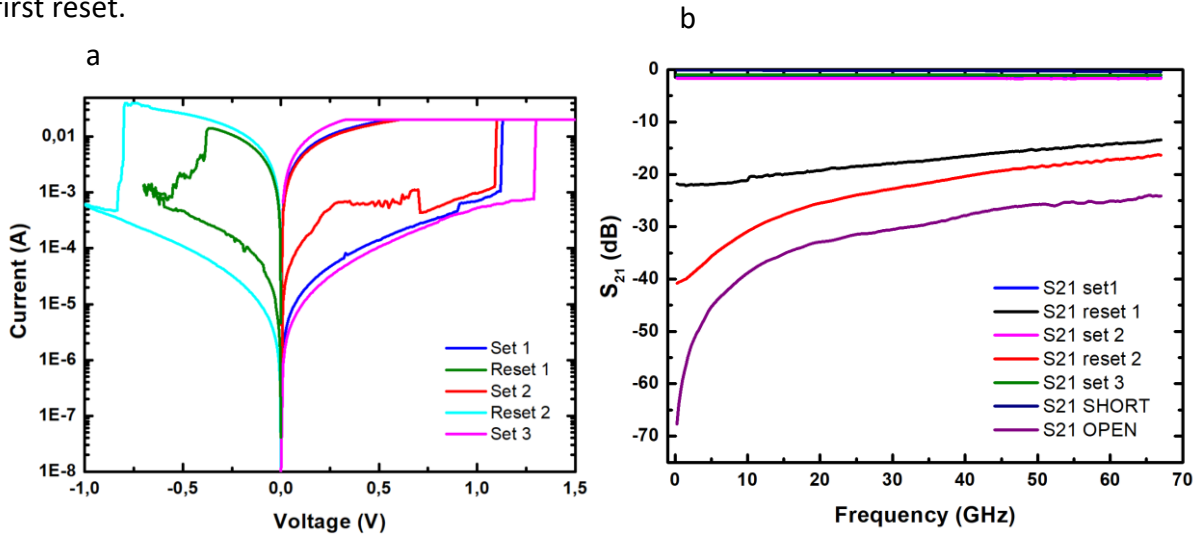 first reset.
a
0,01
1E-3
1E-4
1E-5
1E-6
1E-7
1E-8
Current (A)
-1,0 -0,5 0,0 0,5 1,0 1,5
Voltage (V)
Set 1
Reset 1
Set 2
Reset 2
Set 3
b
0
-10
-20
-30
-40
-50
-60
-70
S21 (dB)
0 10 20 30 40 50 60 70
Frequency (GHz)
S21 set1
S21 reset 1
S21 set 2
S21 reset 2
S21 set 3
S21 SHORT
S21 OPEN